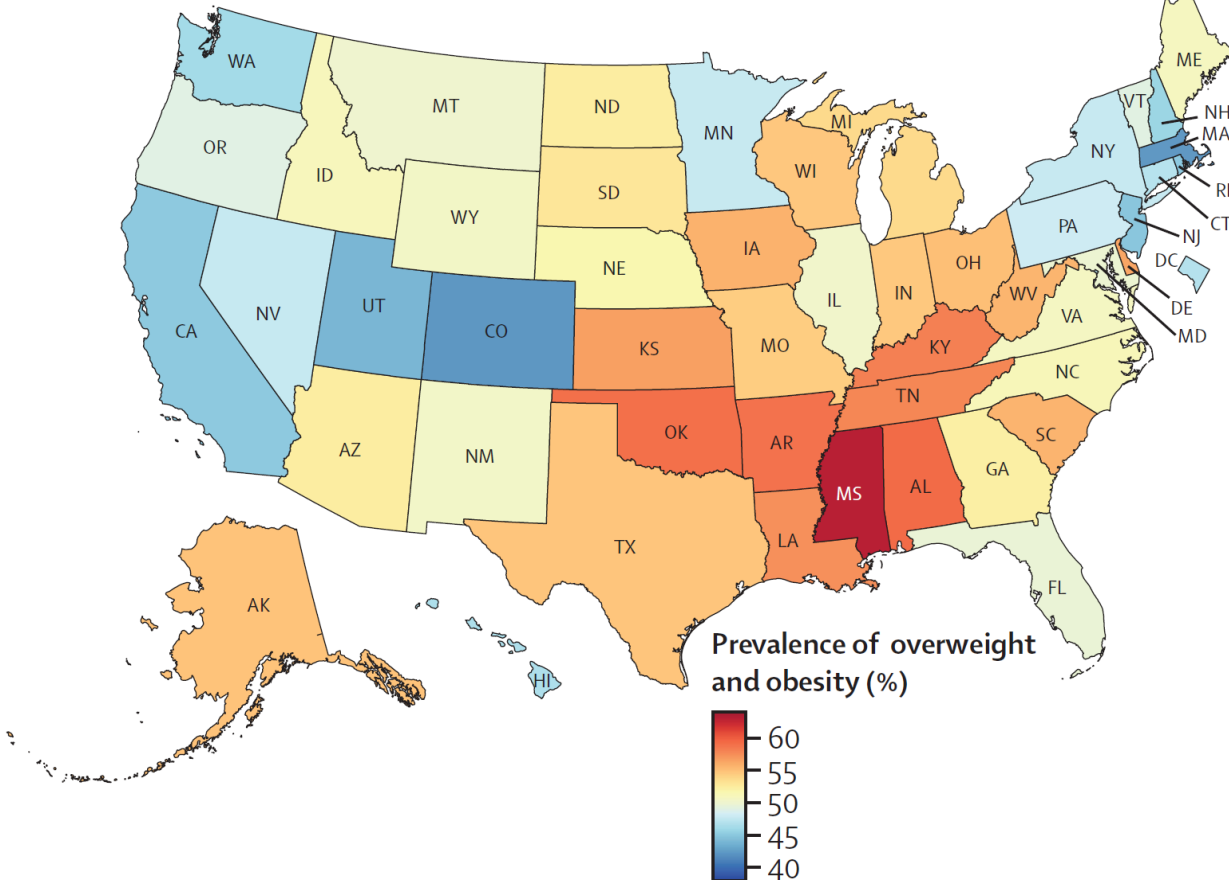 WA
MT
ND
MN
MI
ME
VT
NH
MA
OR
ID
SD
WI
NY
RI
WY
CT
PA
NJ
IA
DC
NE
OH
IL
IN
WV
DE
NV
UT
VA
MD
CA
CO
KS
MO
KY
NC
TN
OK
AR
SC
AZ
NM
GA
MS
AL
LA
TX
FL
AK
HI
Prevalence of overweight
and obesity (%)
60
55
50
45
40